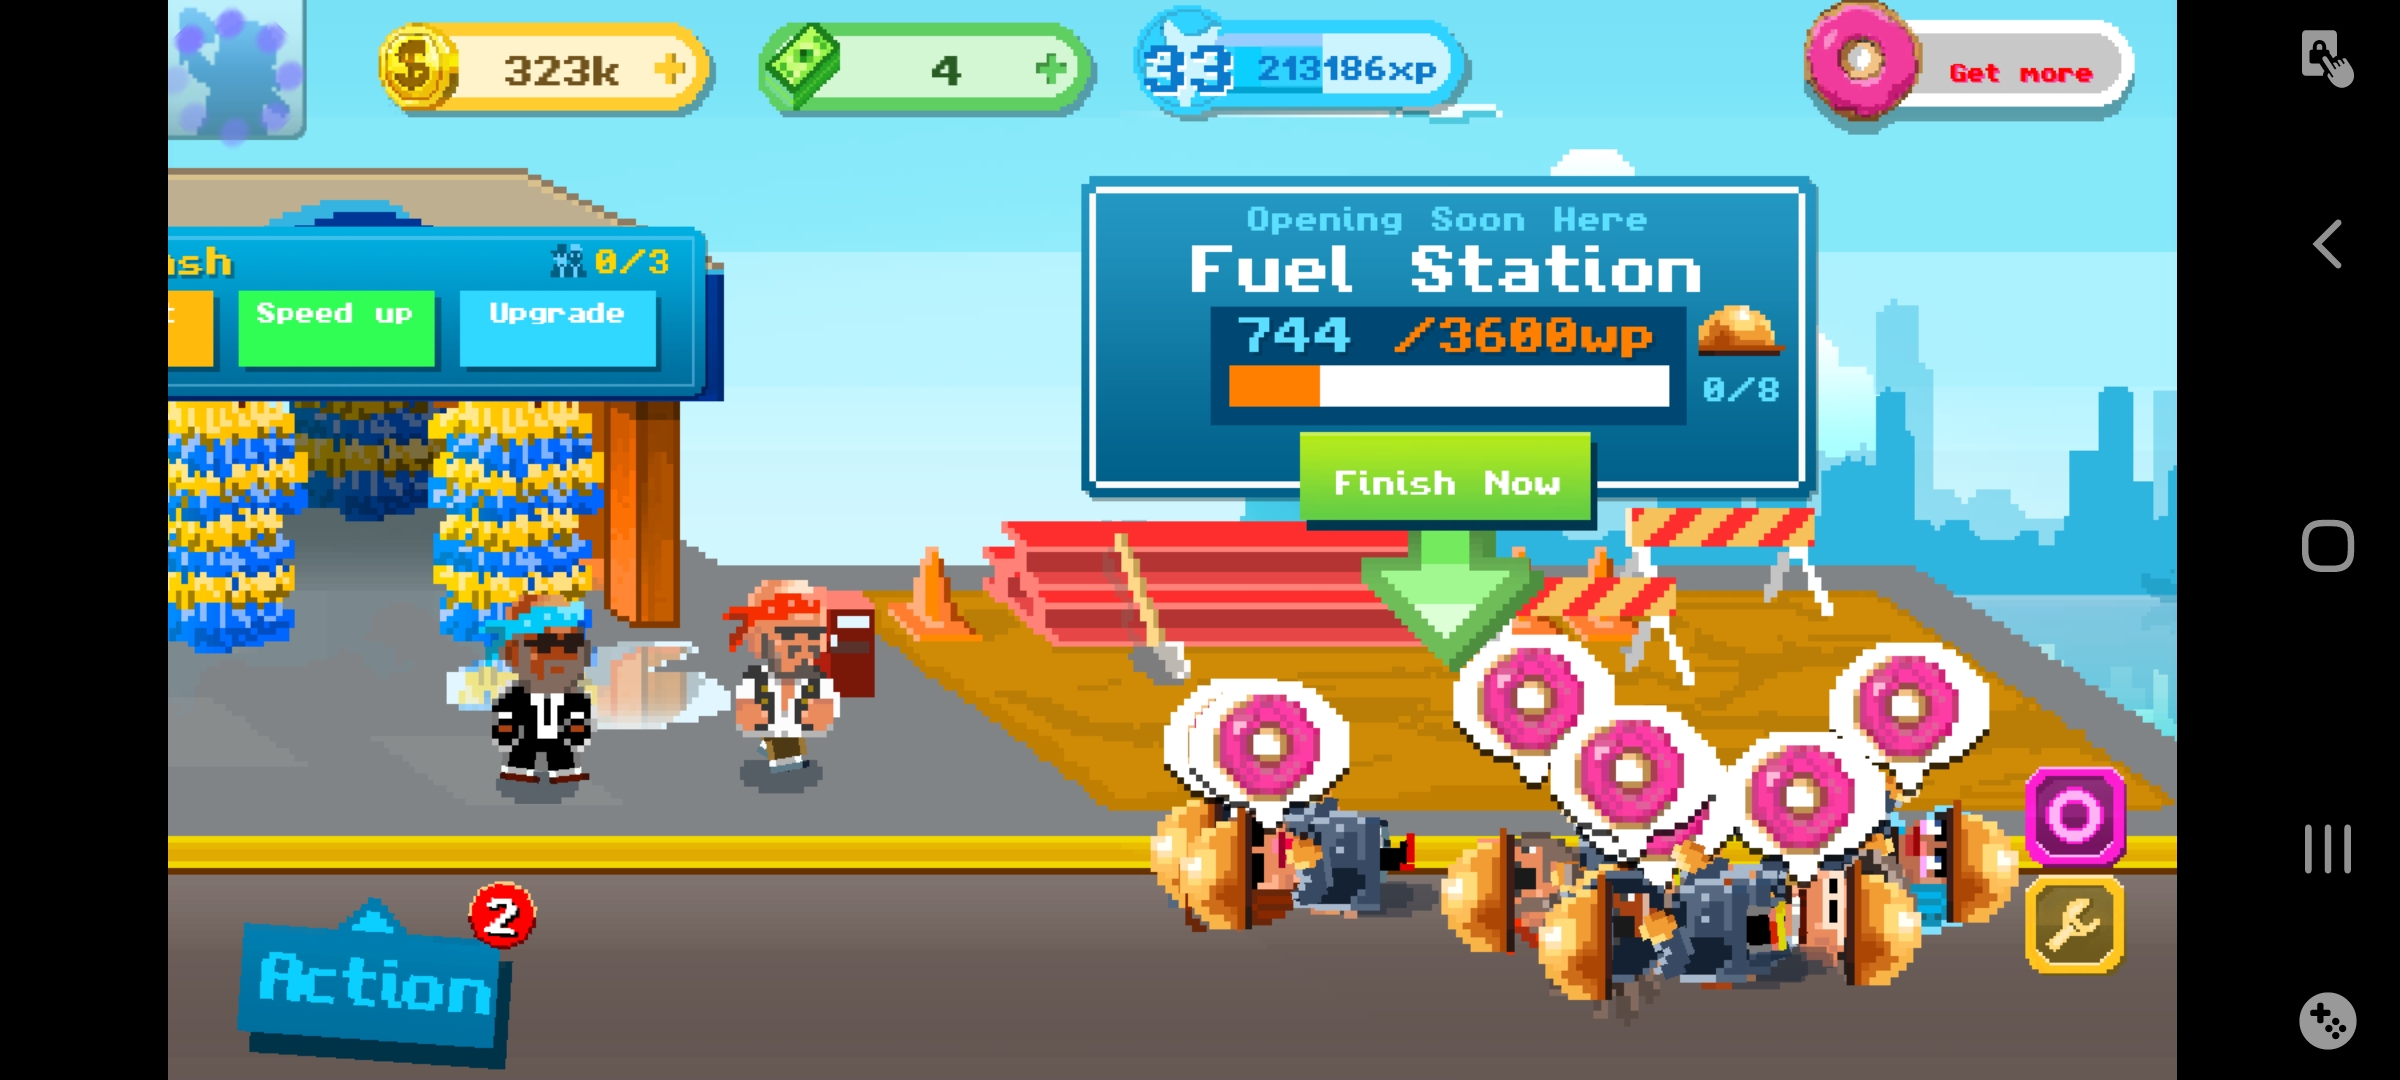 323k
4
33
213186xp
Get more
Opening Soon Here
Fuel Station
744 /3600wp
0/8
Finish Now
0/3
Speed up
Upgrade
2
Action